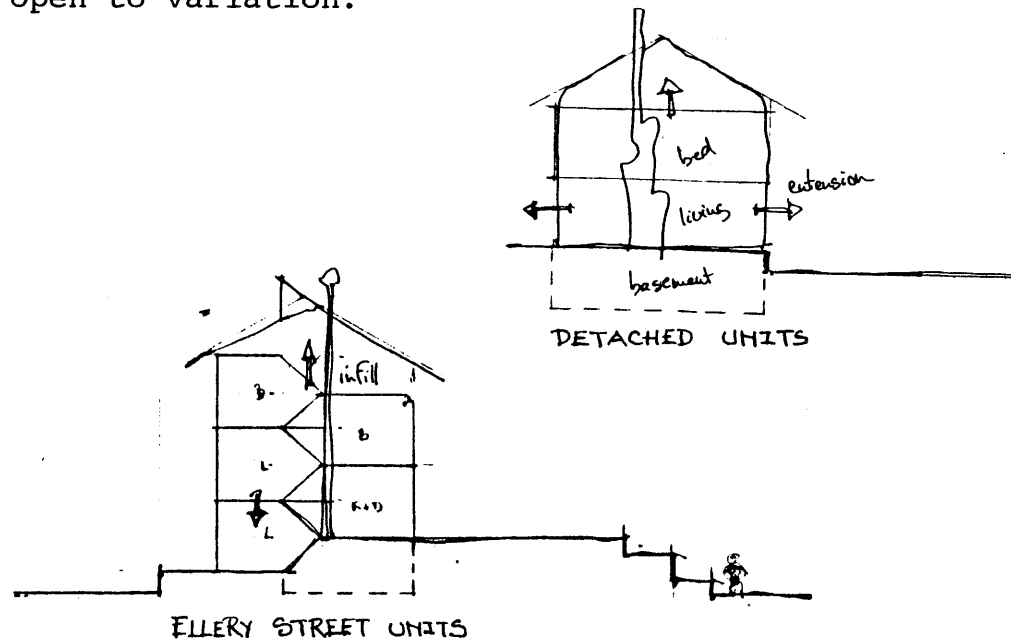 open to variation.
bed
extension
living
basement
DETACHED UNITS
infill
B
L
B
K+D
L
ELLERY STREET UNITS